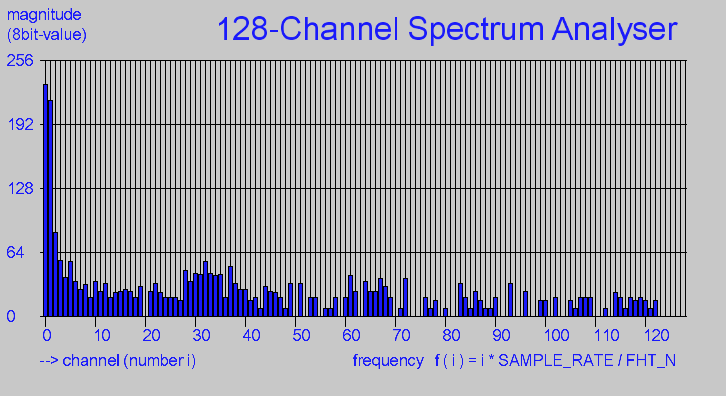 magnitude
(8bit-value)
128-Channel Spectrum Analyser
256
192
128
64
0
0 10 20 30 40 50 60 70 80 90 100 110 120
--> channel (number i) frequency f ( i ) = i * SAMPLE_RATE / FHT_N